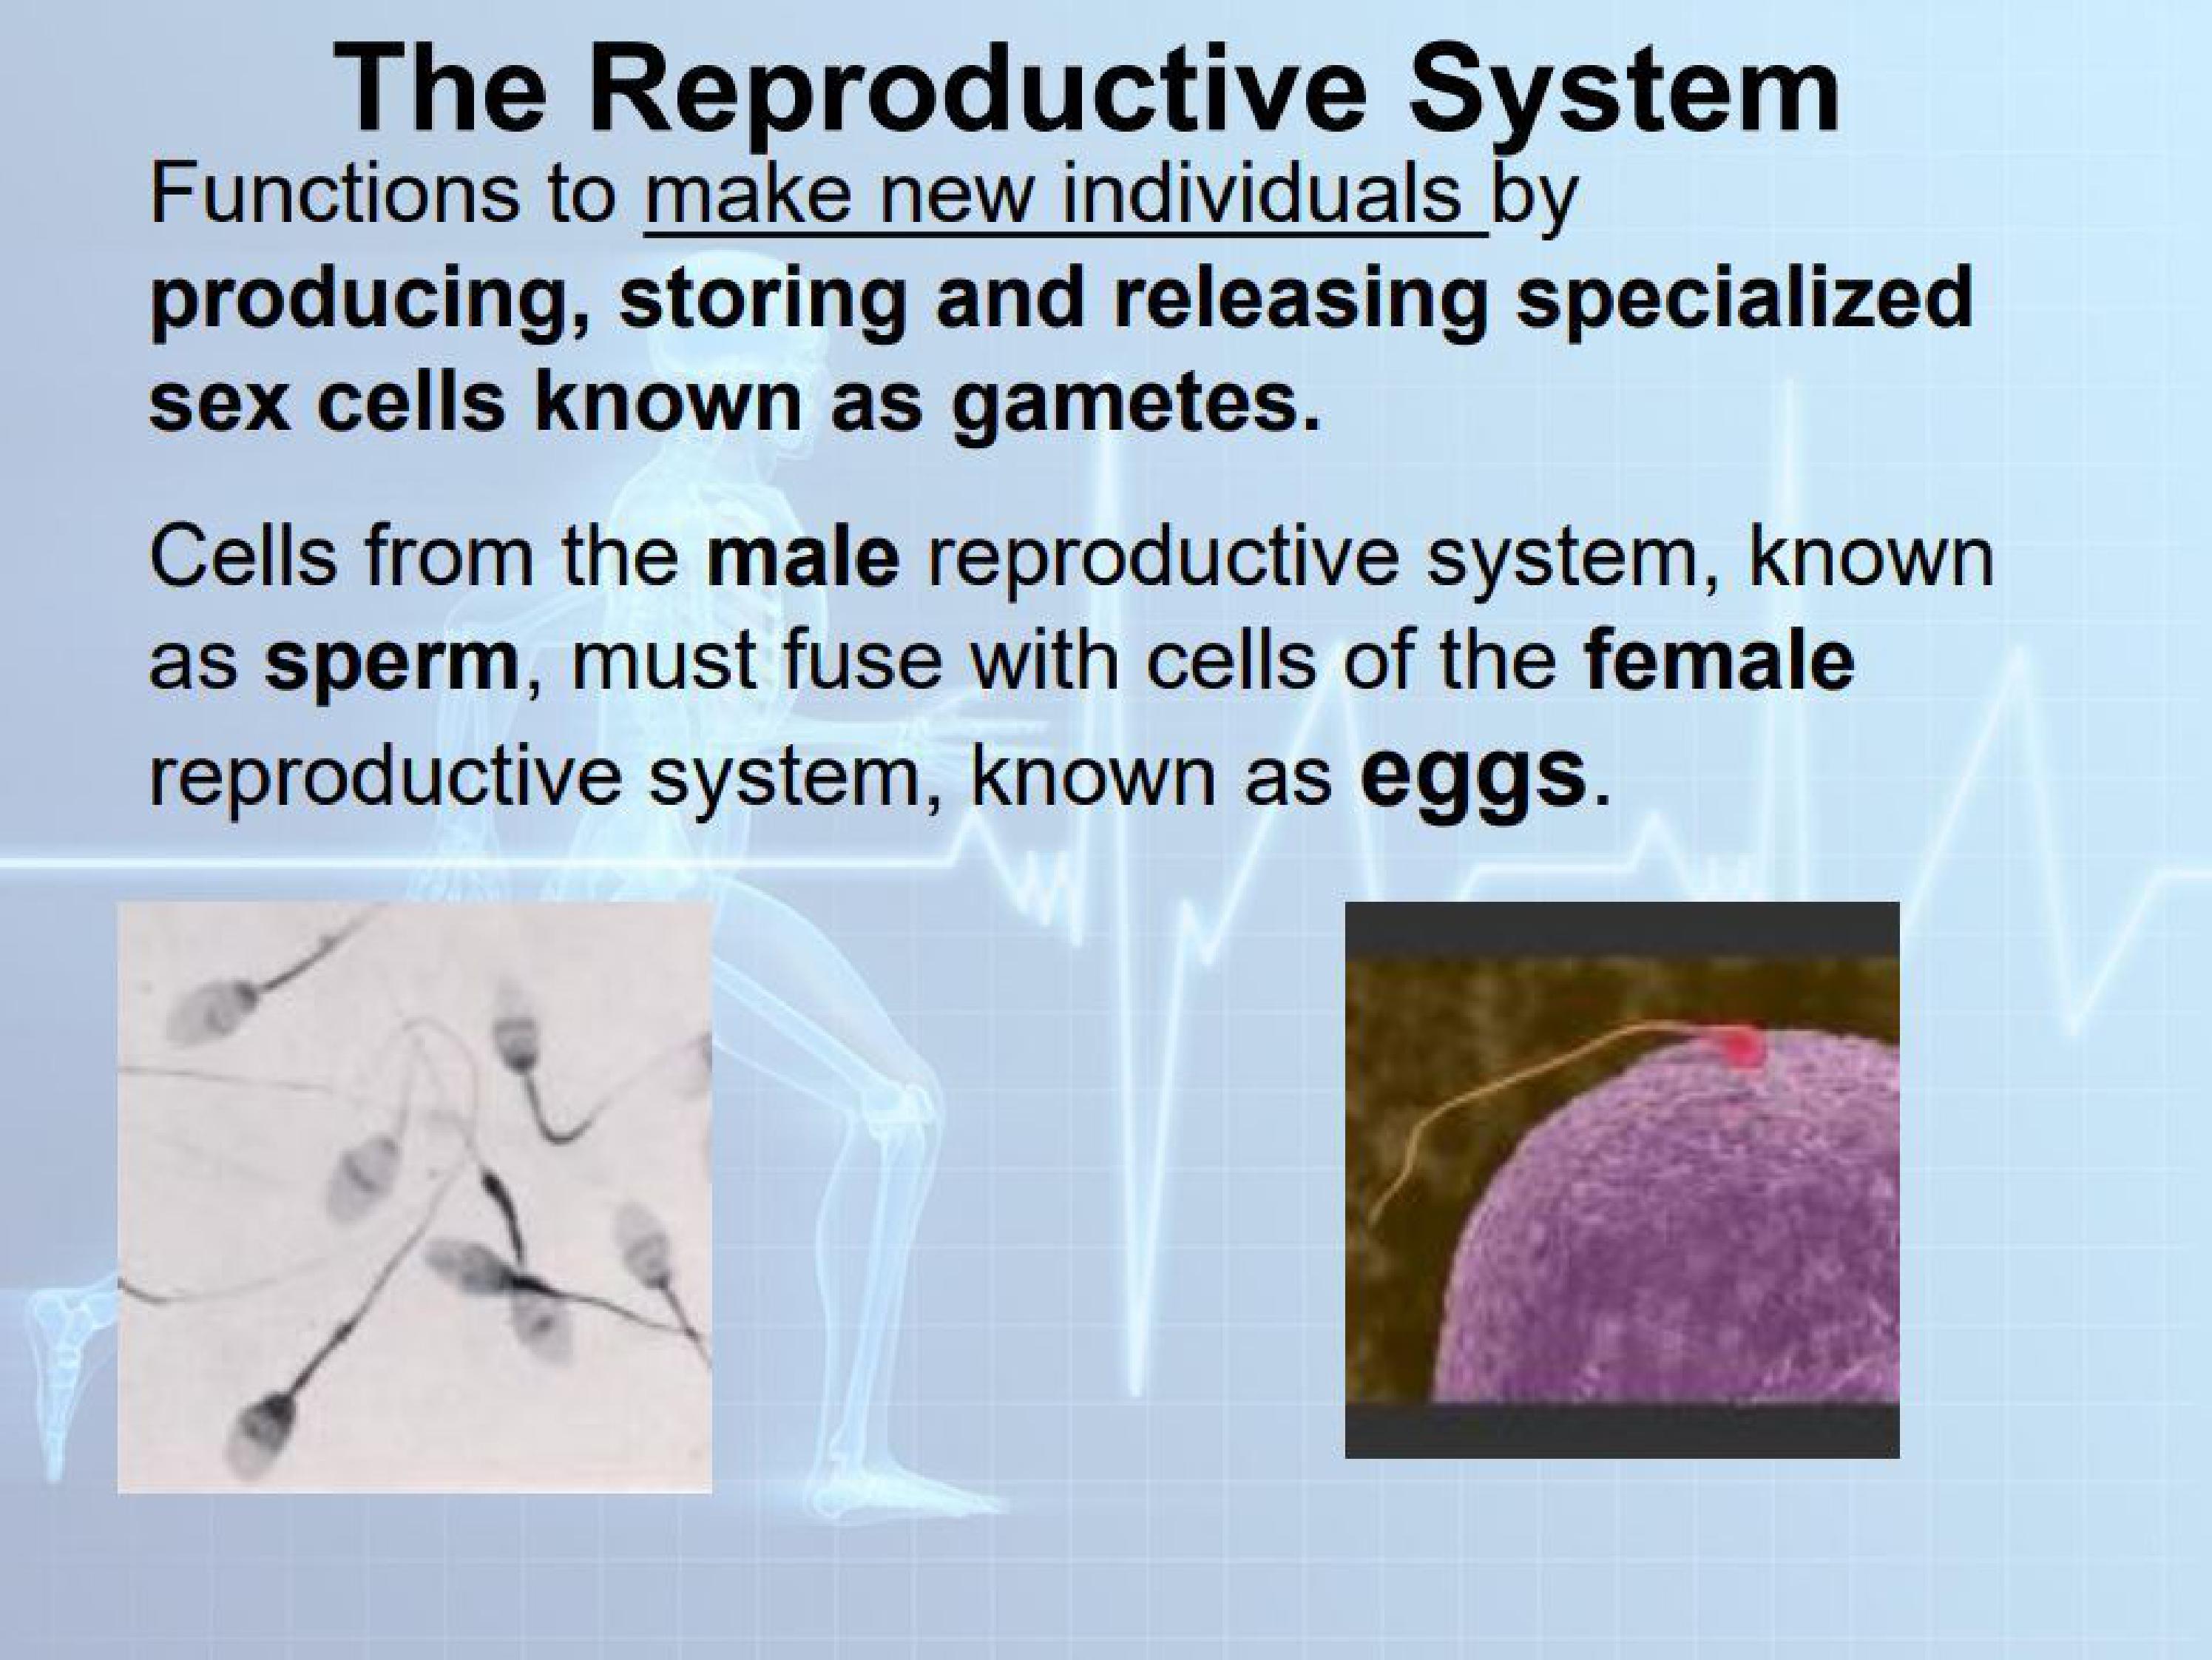 The Reproductive System
Functions to make new individuals by
producing, storing and releasing specialized
sex cells known as gametes.
Cells from the male reproductive system, known
as sperm, must fuse with cells of the female
reproductive system, known as eggs.